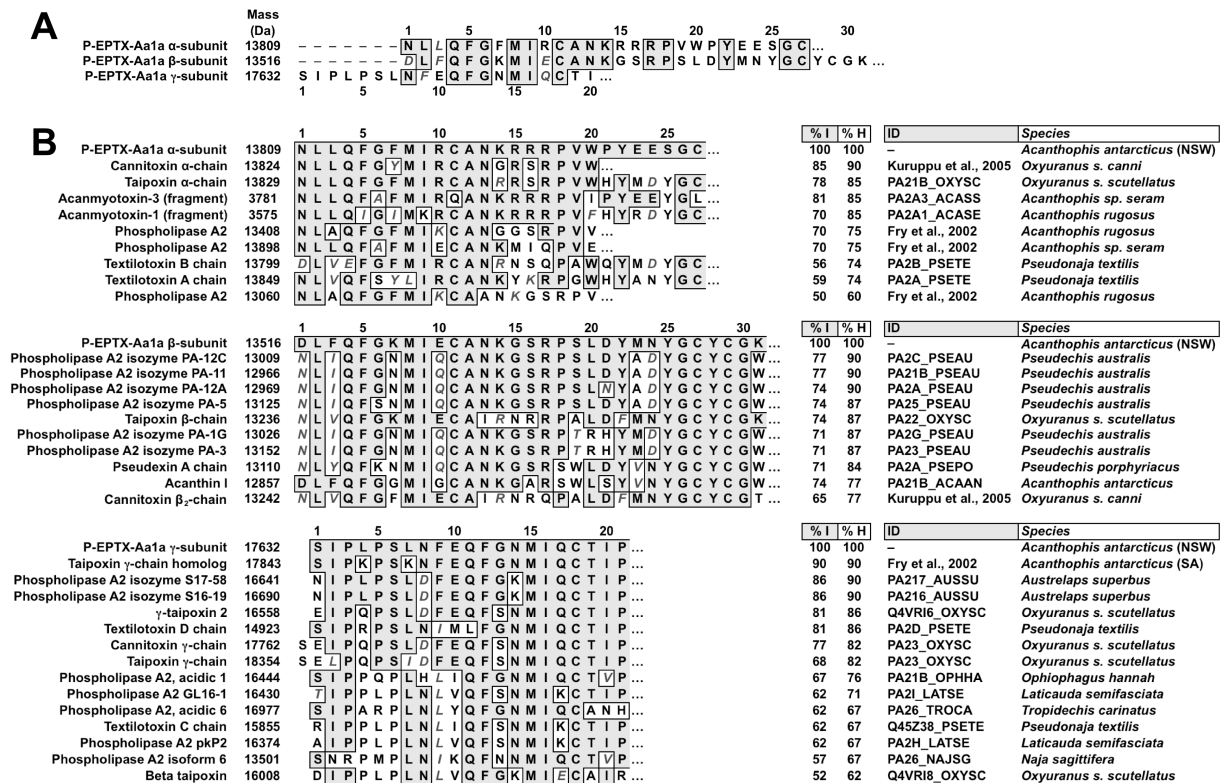 A
Mass
(Da)
1 5 10 15 20 25 30
P-EPTX-Aa1a α-subunit 13809 – – – – – – – N L L Q F G F M I R C A N K R R R P V W P Y E E S G C ...
P-EPTX-Aa1a β-subunit 13516 – – – – – – – D L F Q F G K M I E C A N K G S R P S L D Y M N Y G C Y C G K ...
P-EPTX-Aa1a γ-subunit 17632 S I P L P S L N F E Q F G N M I Q C T I ...
1 10 15 20
B
1 5 10 15 20 25 % I % H ID Species
P-EPTX-Aa1a α-subunit 13809 N L L Q F G F M I R C A N K R R R P V W P Y E E S G C ... 100 100 – Acanthophis antarcticus (NSW)
Cannitoxin α-chain 13824 N L L Q F G Y M I R C A N G R S R P V W ... 85 90 Kuruppu et al., 2005 Oxyuranus s. canni
Taipoxin α-chain 13829 N L L Q F G F M I R C A N R R S R P V W H Y M D Y G C ... 78 85 PA21B_OXYSC Oxyuranus s. scutellatus
Acanmyotoxin-3 (fragment) 3781 N L L Q F A F M I R Q A N K R R R P V I P Y E E Y G L ... 81 85 PA2A3_ACASS Acanthophis sp. seram
Acanmyotoxin-1 (fragment) 3575 N L L Q I G I M K R C A N K R R R P V F H Y R D Y G C ... 70 85 PA2A1_ACASE Acanthophis rugosus
Phospholipase A2 13408 N L A Q F G F M I K C A N G G S R P V ... 70 75 Fry et al., 2002 Acanthophis rugosus
Phospholipase A2 13898 N L L Q F A F M I E C A N K M I Q P V E ... 70 75 Fry et al., 2002 Acanthophis sp. seram
Textilotoxin B chain 13799 D L V E F G F M I R C A N R N S Q P A W Q Y M D Y G C ... 56 74 PA2B_PSETE Pseudonaja textilis
Textilotoxin A chain 13849 N L V Q F S Y L I R C A N K Y K R P G W H Y A N Y G C ... 59 74 PA2A_PSETE Pseudonaja textilis
Phospholipase A2 13060 N L A Q F G F M I K C A A N K G S R P V ... 50 60 Fry et al., 2002 Acanthophis rugosus
1 5 10 15 20 25 30 % I % H ID Species
P-EPTX-Aa1a β-subunit 13516 D L F Q F G K M I E C A N K G S R P S L D Y M N Y G C Y C G K ... 100 100 – Acanthophis antarcticus (NSW)
Phospholipase A2 isozyme PA-12C 13009 N L I Q F G N M I Q C A N K G S R P S L D Y A D Y G C Y C G W ... 77 90 PA2C_PSEAU Pseudechis australis
Phospholipase A2 isozyme PA-11 12966 N L I Q F G N M I Q C A N K G S R P S L D Y A D Y G C Y C G W ... 77 90 PA21B_PSEAU Pseudechis australis
Phospholipase A2 isozyme PA-12A 12969 N L I Q F G N M I Q C A N K G S R P S L N Y A D Y G C Y C G W ... 74 90 PA2A_PSEAU Pseudechis australis
Phospholipase A2 isozyme PA-5 13125 N L I Q F S N M I Q C A N K G S R P S L D Y A D Y G C Y C G W ... 74 87 PA25_PSEAU Pseudechis australis
Taipoxin β-chain 13236 N L V Q F G K M I E C A I R N R R P A L D F M N Y G C Y C G K ... 74 87 PA22_OXYSC Oxyuranus s. scutellatus
Phospholipase A2 isozyme PA-1G 13026 N L I Q F G N M I Q C A N K G S R P T R H Y M D Y G C Y C G W ... 71 87 PA2G_PSEAU Pseudechis australis
Phospholipase A2 isozyme PA-3 13152 N L I Q F G N M I Q C A N K G S R P T R H Y M D Y G C Y C G W ... 71 87 PA23_PSEAU Pseudechis australis
Pseudexin A chain 13110 N L Y Q F K N M I Q C A N K G S R S W L D Y V N Y G C Y C G W ... 71 84 PA2A_PSEPO Pseudechis porphyriacus
Acanthin I 12857 D L F Q F G G M I G C A N K G A R S W L S Y V N Y G C Y C G W ... 74 77 PA21B_ACAAN Acanthophis antarcticus
Cannitoxin β2-chain 13242 N L V Q F G F M I E C A I R N R Q P A L D F M N Y G C Y C G T ... 65 77 Kuruppu et al., 2005 Oxyuranus s. canni
1 5 10 15 20 % I % H ID Species
P-EPTX-Aa1a γ-subunit 17632 S I P L P S L N F E Q F G N M I Q C T I P ... 100 100 – Acanthophis antarcticus (NSW)
Taipoxin γ-chain homolog 17843 S I P K P S K N F E Q F G N M I Q C T I P ... 90 90 Fry et al., 2002 Acanthophis antarcticus (SA)
Phospholipase A2 isozyme S17-58 16641 N I P L P S L D F E Q F G K M I Q C T I P ... 86 90 PA217_AUSSU Austrelaps superbus
Phospholipase A2 isozyme S16-19 16690 N I P L P S L D F E Q F G N M I Q C T I P ... 86 90 PA216_AUSSU Austrelaps superbus
γ-taipoxin 2 16558 E I P Q P S L D F E Q F S N M I Q C T I P ... 81 86 Q4VRI6_OXYSC Oxyuranus s. scutellatus
Textilotoxin D chain 14923 S I P R P S L N I M L F G N M I Q C T I P ... 81 86 PA2D_PSETE Pseudonaja textilis
Cannitoxin γ-chain 17762 S E I P Q P S L D F E Q F S N M I Q C T I P ... 77 82 PA23_OXYSC Oxyuranus s. scutellatus
Taipoxin γ-chain 18354 S E L P Q P S I D F E Q F S N M I Q C T I P ... 68 82 PA23_OXYSC Oxyuranus s. scutellatus
Phospholipase A2, acidic 1 16444 S I P P Q P L H L I Q F G N M I Q C T V P ... 67 76 PA21B_OPHHA Ophiophagus hannah
Phospholipase A2 GL16-1 16430 T I P L P L N L V Q F S N M I K C T I P ... 62 71 PA2I_LATSE Laticauda semifasciata
Phospholipase A2, acidic 6 16977 S I P A R P L N L Y Q F G N M I Q C A N H ... 62 67 PA26_TROCA Tropidechis carinatus
Textilotoxin C chain 15855 R I P P L P L N L V Q F S N M I K C T I P ... 62 67 Q45Z38_PSETE Pseudonaja textilis
Phospholipase A2 pkP2 16374 A I P P L P L N L V Q F S N M I K C T I P ... 62 67 PA2H_LATSE Laticauda semifasciata
Phospholipase A2 isoform 6 13501 S N R P M P L N I K Q F N N M I Q C T V P ... 57 67 PA26_NAJSG Naja sagittifera
Beta taipoxin 16008 D I P P L P L N L V Q F G K M I E C A I R ... 52 62 Q4VRI8_OXYSC Oxyuranus s. scutellatus